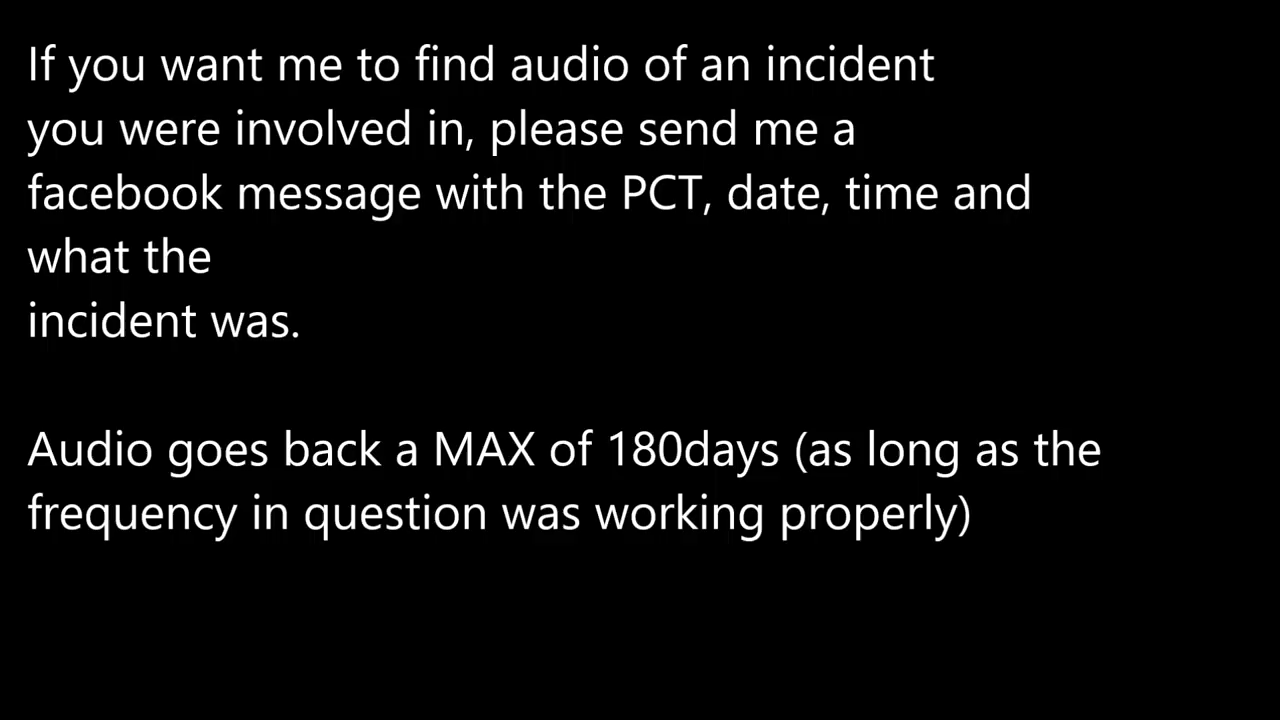 If you want me to find audio of an incident
you were involved in, please send me a
facebook message with the PCT, date, time and
what the
incident was.
Audio goes back a MAX of 180days (as long as the
frequency in question was working properly)